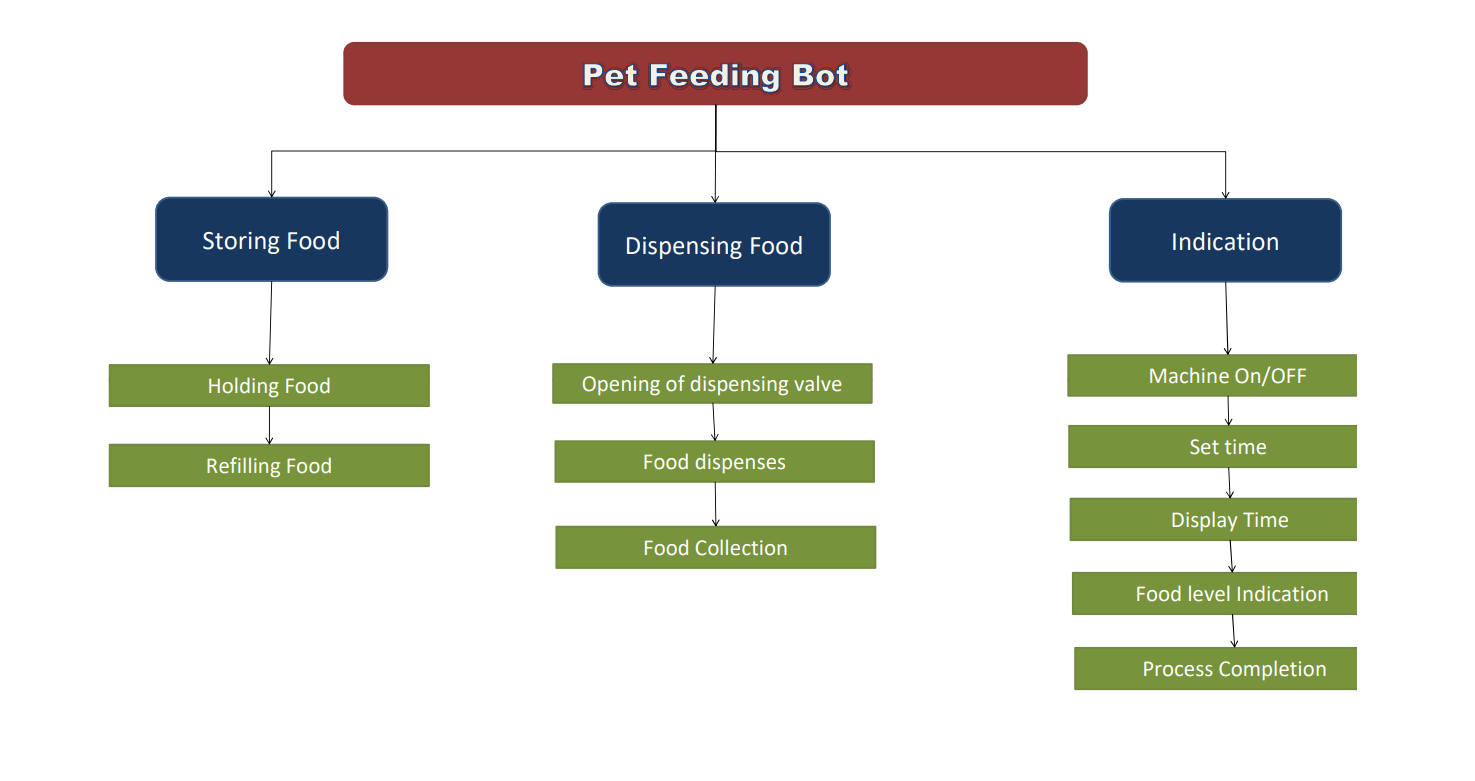 Pet Feeding Bot
Storing Food
Dispensing Food
Indication
Holding Food
Refilling Food
Opening of dispensing valve
Food dispenses
Food Collection
Machine On/OFF
Set time
Display Time
Food level Indication
Process Completion